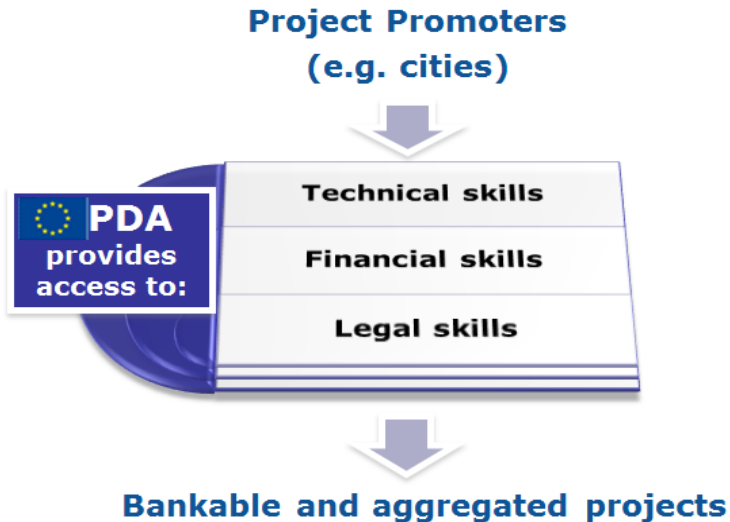 Project Promoters
(e.g. cities)
Technical skills
PDA
provides
access to:
Financial skills
Legal skills
Bankable and aggregated projects